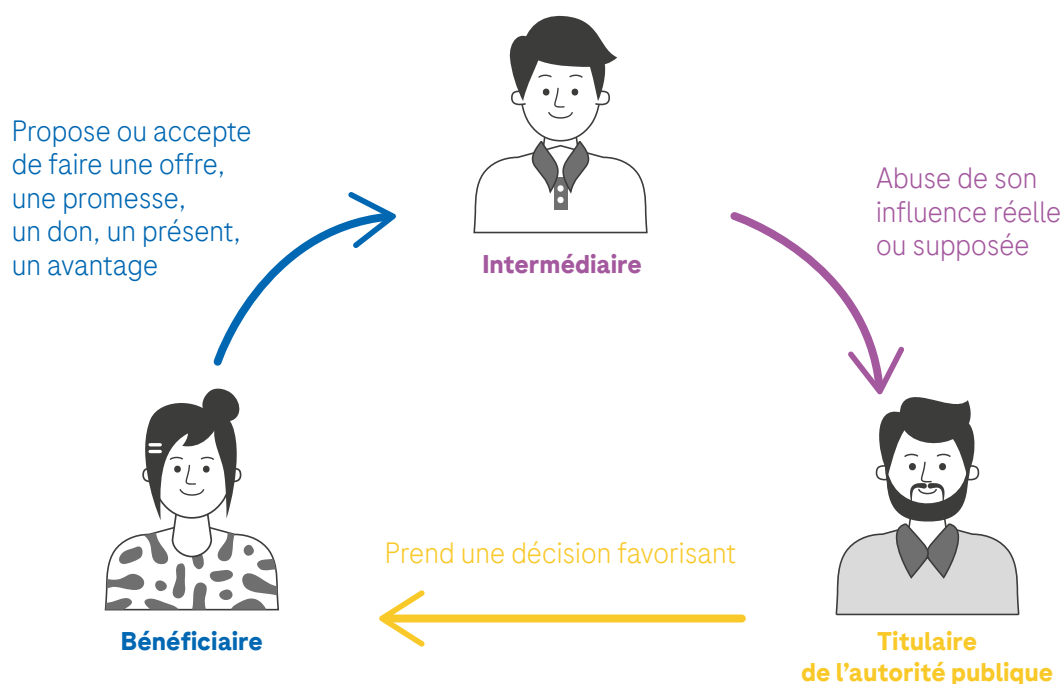 Propose ou accepte
de faire une offre,
une promesse,
un don, un présent,
un avantage
Intermédiaire
Abuse de son
influence réelle
ou supposée
Prend une décision favorisant
Bénéficiaire
Titulaire
de l’autorité publique